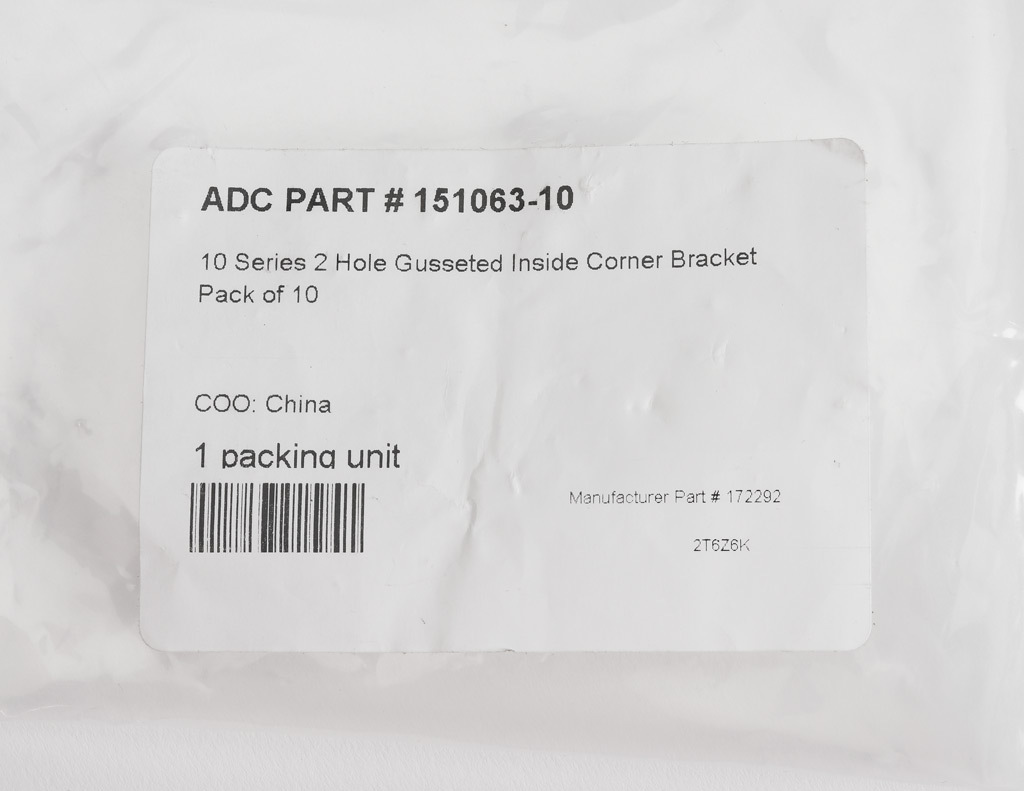 ADC PART # 151063-10
10 Series 2 Hole Gusseted Inside Corner Bracket
Pack of 10
COO: China
1 packing unit
Manufacturer Part # 172292
2T6Z6K